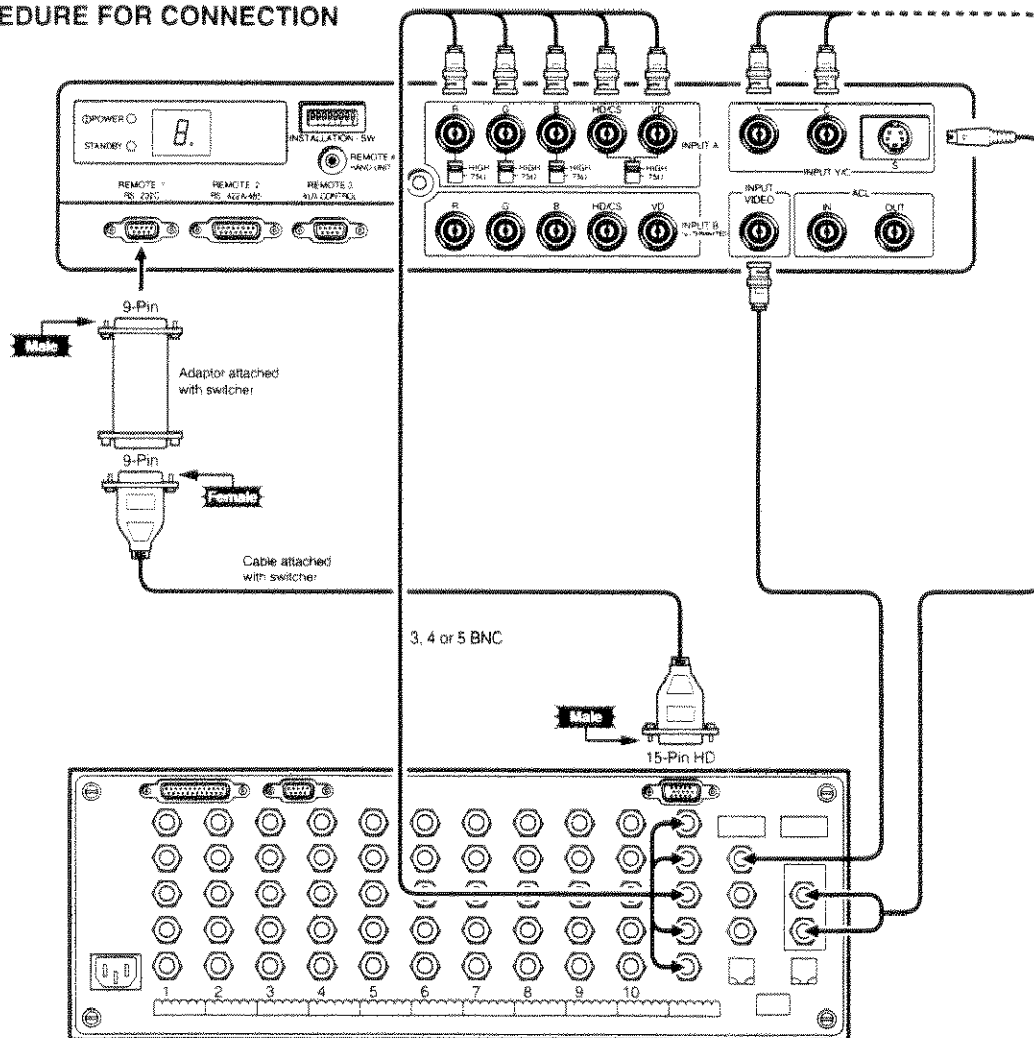 EDURE FOR CONNECTION
POWER
STANDBY
8.
INSTALLATION - SW
REMOTE 4
HAND UNIT
REMOTE 1
RS 232C
REMOTE 2
RS 422A/485
REMOTE 3
AUX CONTROL
R G B HD/CS VD
INPUT A
HIGH HIGH HIGH HIGH
75Ω 75Ω 75Ω 75Ω
R G B HD/CS VD
INPUT B
Y C
S
INPUT Y/C
INPUT
VIDEO
ACL
IN OUT
9-Pin
Male
Adaptor attached
with switcher
9-Pin
Female
Cable attached
with switcher
3, 4 or 5 BNC
Male
15-Pin HD
1 2 3 4 5 6 7 8 9 10